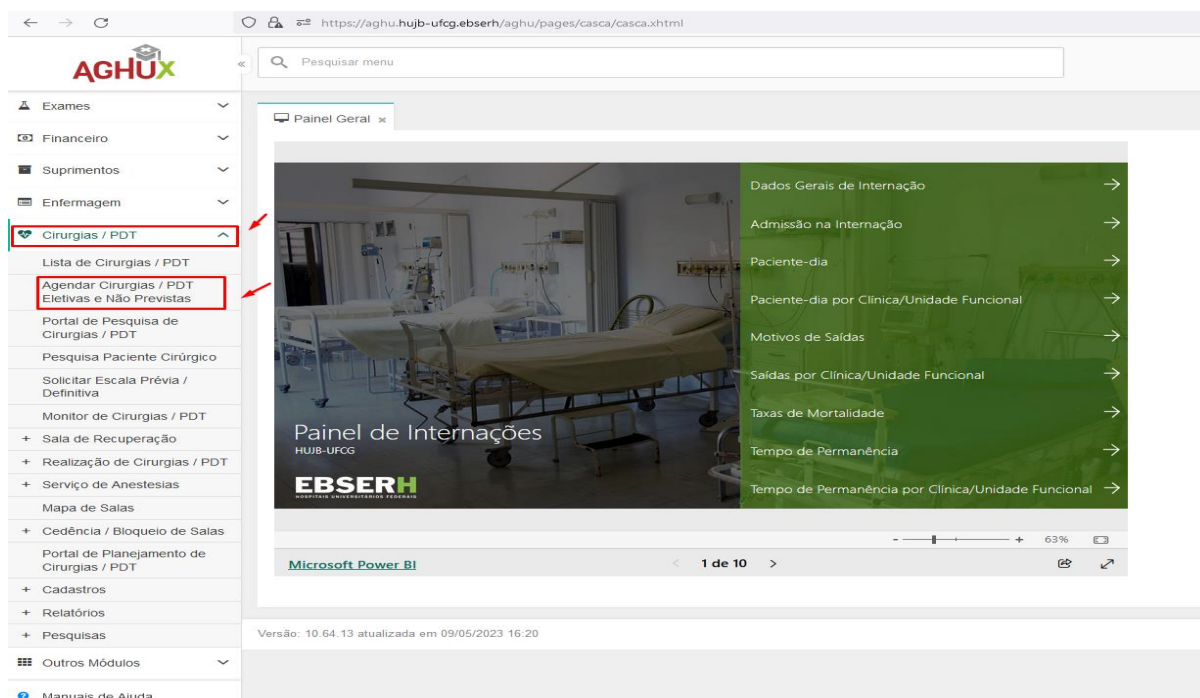 https://aghu.hujb-ufcg.ebserh/aghu/pages/casca/casca.xhtml
AGHUX
«
Pesquisar menu
Exames
Financeiro
Suprimentos
Enfermagem
Cirurgias / PDT
Lista de Cirurgias / PDT
Agendar Cirurgias / PDT
Eletivas e Não Previstas
Portal de Pesquisa de
Cirurgias / PDT
Pesquisa Paciente Cirúrgico
Solicitar Escala Prévia /
Definitiva
Monitor de Cirurgias / PDT
+ Sala de Recuperação
+ Realização de Cirurgias / PDT
+ Serviço de Anestesias
Mapa de Salas
+ Cedência / Bloqueio de Salas
Portal de Planejamento de
Cirurgias / PDT
+ Cadastros
+ Relatórios
+ Pesquisas
Outros Módulos
Manuais de Ajuda
Painel Geral ×
Painel de Internações
HUJB-UFCG
EBSERH
HOSPITAIS UNIVERSITÁRIOS FEDERAIS
Dados Gerais de Internação
Admissão na Internação
Paciente-dia
Paciente-dia por Clínica/Unidade Funcional
Motivos de Saídas
Saídas por Clínica/Unidade Funcional
Taxas de Mortalidade
Tempo de Permanência
Tempo de Permanência por Clínica/Unidade Funcional
- + 63%
Microsoft Power BI
< 1 de 10 >
Versão: 10.64.13 atualizada em 09/05/2023 16:20